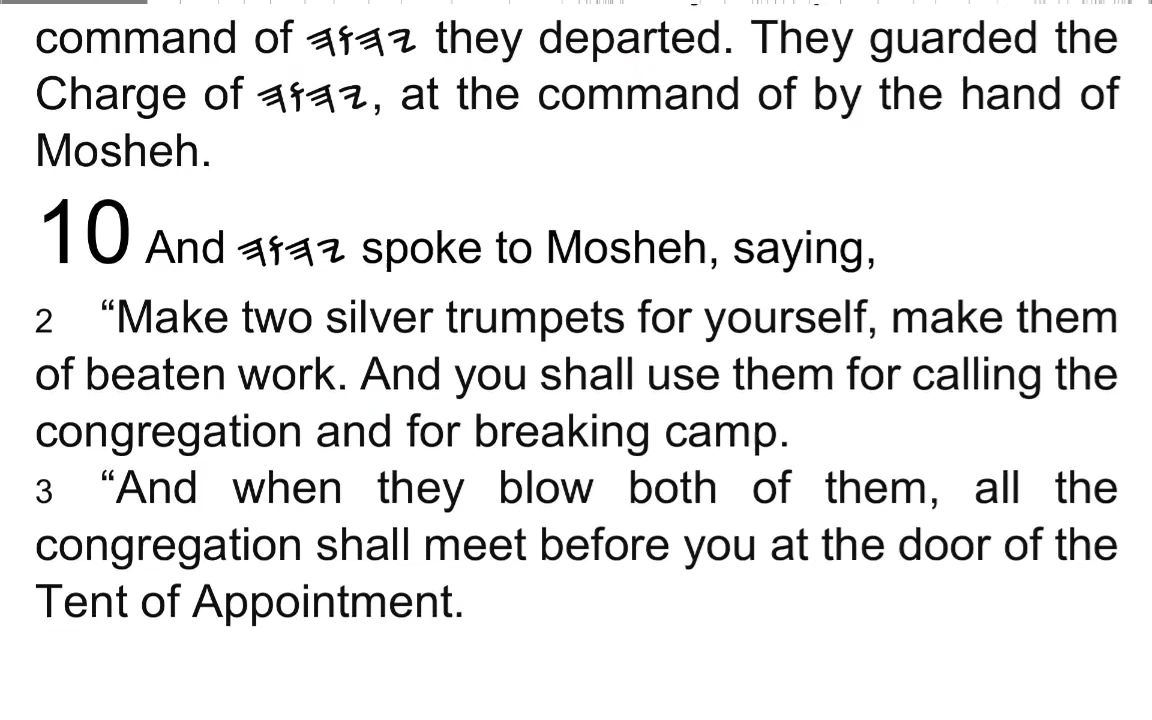 command of 𐤉𐤄𐤅𐤄 they departed. They guarded the
Charge of 𐤉𐤄𐤅𐤄, at the command of by the hand of
Mosheh.
10 And 𐤉𐤄𐤅𐤄 spoke to Mosheh, saying,
2 “Make two silver trumpets for yourself, make them
of beaten work. And you shall use them for calling the
congregation and for breaking camp.
3 “And when they blow both of them, all the
congregation shall meet before you at the door of the
Tent of Appointment.